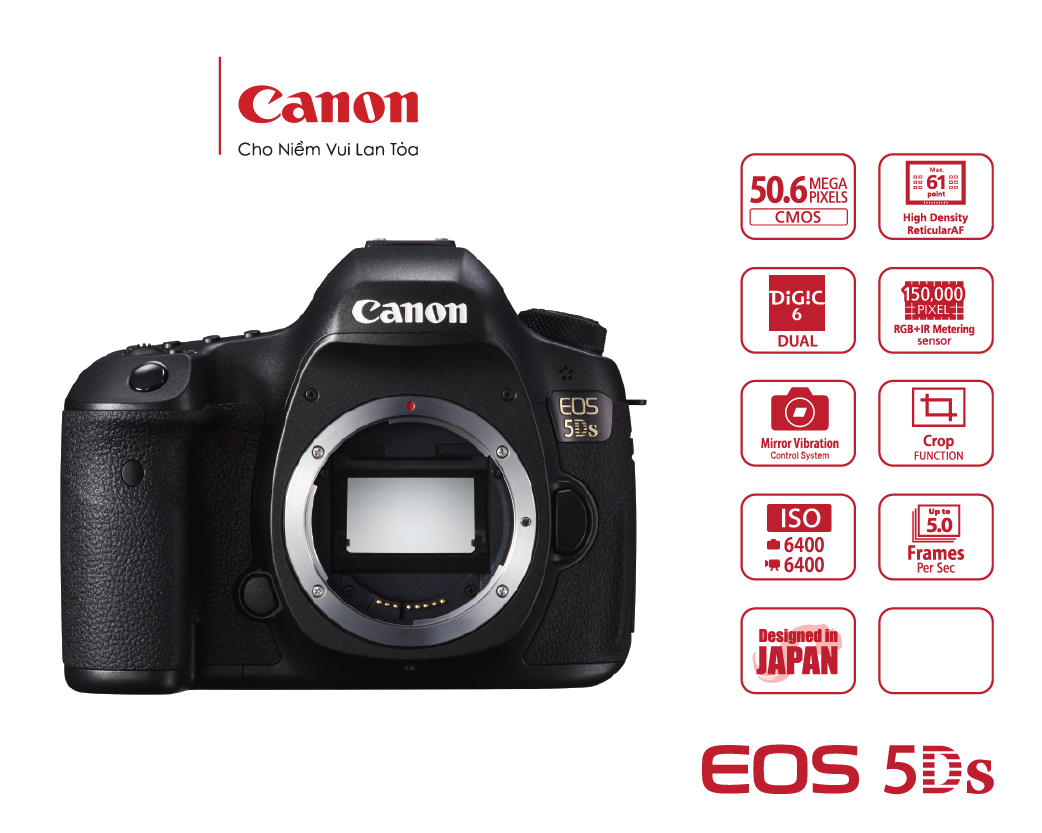 Canon
Cho Niềm Vui Lan Tỏa
Canon
EOS
5Ds
50.6 MEGA PIXELS
CMOS
Max.
61
point
High Density
ReticularAF
DiG!C
6
DUAL
150,000
PIXEL
RGB+IR Metering
sensor
Mirror Vibration
Control System
Crop
FUNCTION
ISO
6400
6400
Up to
5.0
Frames
Per Sec
Designed in
JAPAN
EOS 5Ds